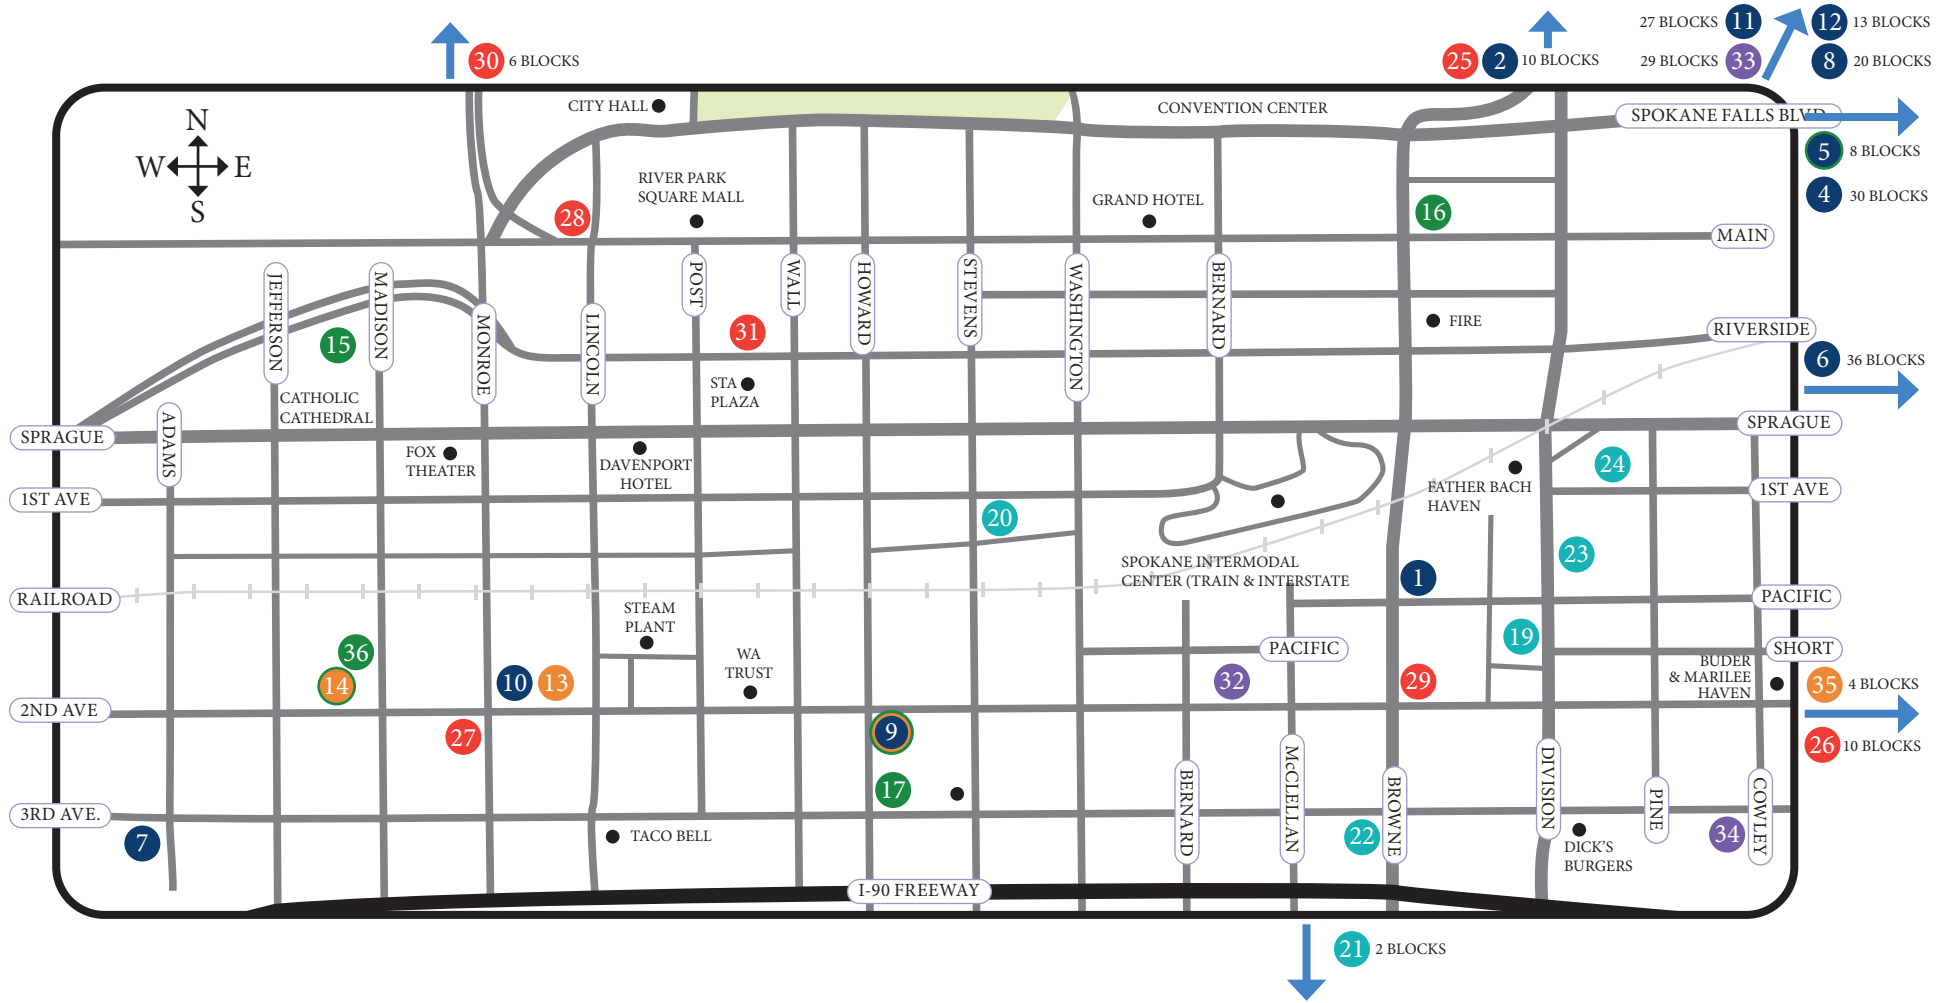 27 BLOCKS 11 12 13 BLOCKS
30 6 BLOCKS
25 2 10 BLOCKS
29 BLOCKS 33 8 20 BLOCKS
CITY HALL
CONVENTION CENTER
SPOKANE FALLS BLVD
N
W E
S
5 8 BLOCKS
RIVER PARK
SQUARE MALL
GRAND HOTEL
4 30 BLOCKS
28
16
MAIN
JEFFERSON
MADISON
MONROE
LINCOLN
POST
WALL
HOWARD
STEVENS
WASHINGTON
BERNARD
FIRE
RIVERSIDE
15
31
6 36 BLOCKS
STA
PLAZA
CATHOLIC
CATHEDRAL
ADAMS
SPRAGUE
SPRAGUE
FOX
THEATER
DAVENPORT
HOTEL
24
FATHER BACH
HAVEN
1ST AVE
1ST AVE
20
23
SPOKANE INTERMODAL
CENTER (TRAIN & INTERSTATE
1
RAILROAD
PACIFIC
STEAM
PLANT
19
36
WA
TRUST
PACIFIC
SHORT
BUDER
& MARILEE
HAVEN
14
10 13
32
29
35 4 BLOCKS
2ND AVE
27
9
26 10 BLOCKS
17
BERNARD
McCLELLAN
BROWNE
DIVISION
PINE
COWLEY
3RD AVE.
7
TACO BELL
22
34
DICK'S
BURGERS
I-90 FREEWAY
21 2 BLOCKS